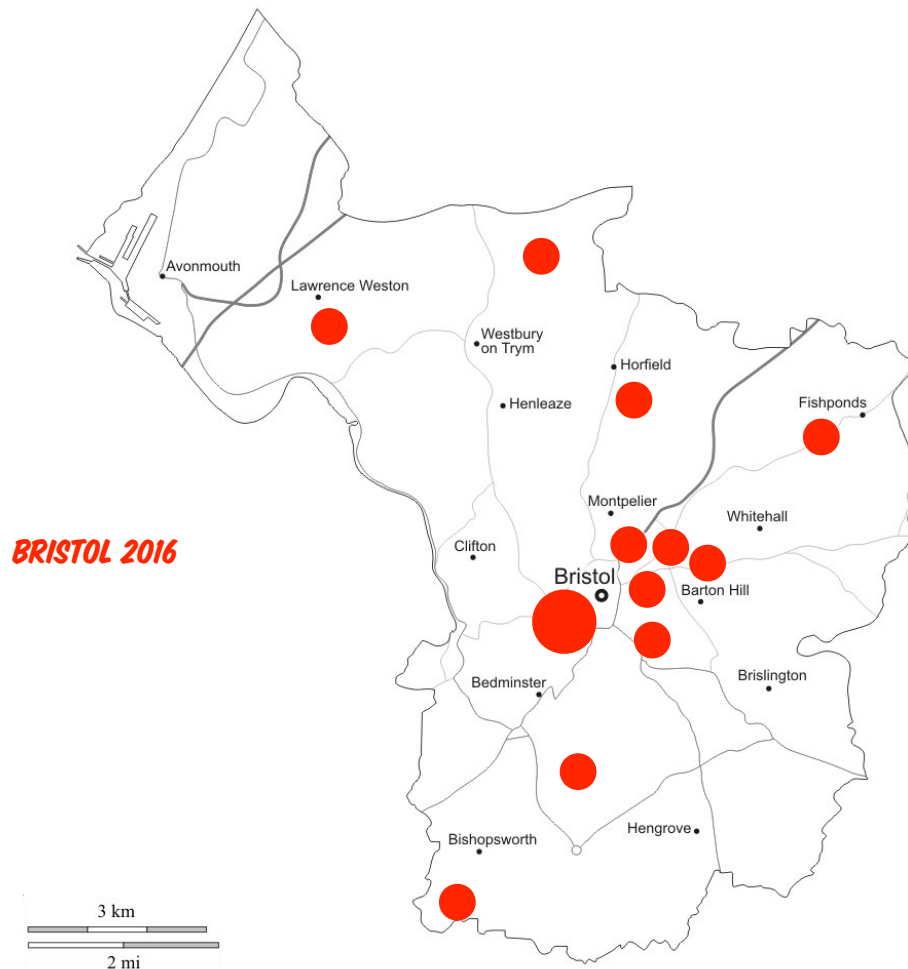 Avonmouth
Lawrence Weston
Westbury
on Trym
Horfield
Henleaze
Fishponds
Montpelier
Whitehall
BRISTOL 2016
Clifton
Bristol
Barton Hill
Bedminster
Brislington
Hengrove
Bishopsworth
3 km
2 mi